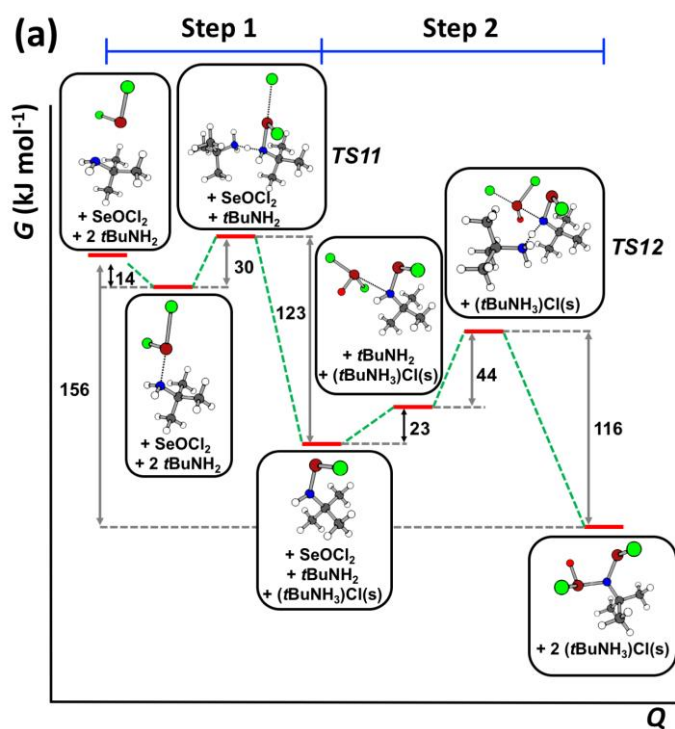 (a)
Step 1
Step 2
G (kJ mol⁻¹)
+ SeOCl₂
+ 2 tBuNH₂
+ SeOCl₂
+ tBuNH₂
TS11
TS12
+ (tBuNH₃)Cl(s)
14
30
123
+ tBuNH₂
+ (tBuNH₃)Cl(s)
156
44
23
116
+ SeOCl₂
+ 2 tBuNH₂
+ SeOCl₂
+ tBuNH₂
+ (tBuNH₃)Cl(s)
+ 2 (tBuNH₃)Cl(s)
Q